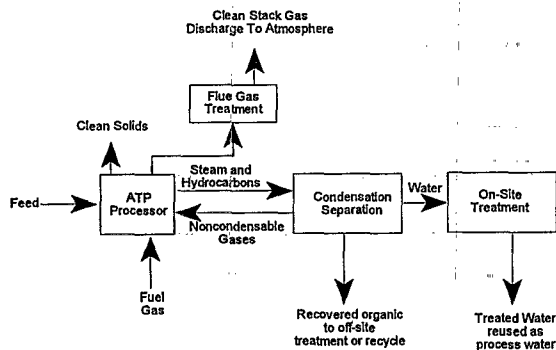 Clean Stack Gas
Discharge To Atmosphere
Flue Gas
Treatment
Clean Solids
Steam and
Hydrocarbons
ATP
Processor
Feed
Noncondensable
Gases
Condensation
Separation
Water
On-Site
Treatment
Fuel
Gas
Recovered organic
to off-site
treatment or recycle
Treated Water
reused as
process water